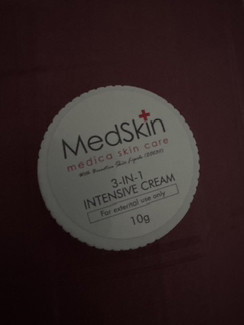 MedSkin
medica skin care
3-IN-1
INTENSIVE CREAM
For external use only
10g